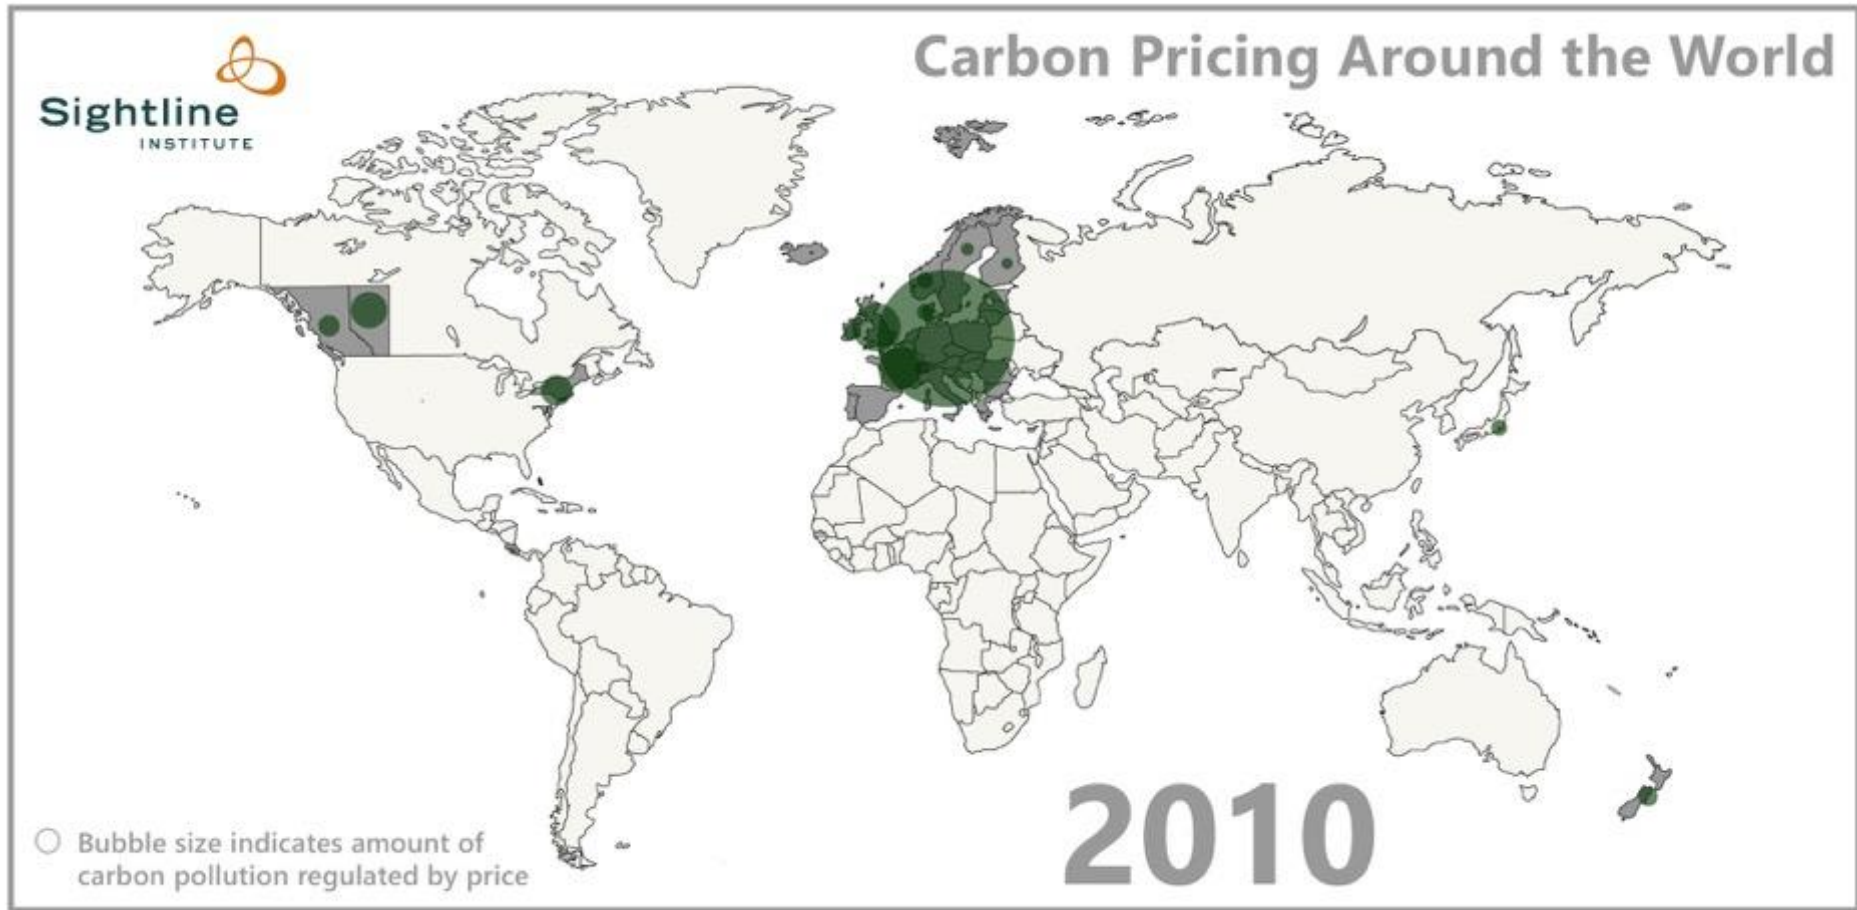 Carbon Pricing Around the World
Sightline
INSTITUTE
2010
Bubble size indicates amount of
carbon pollution regulated by price